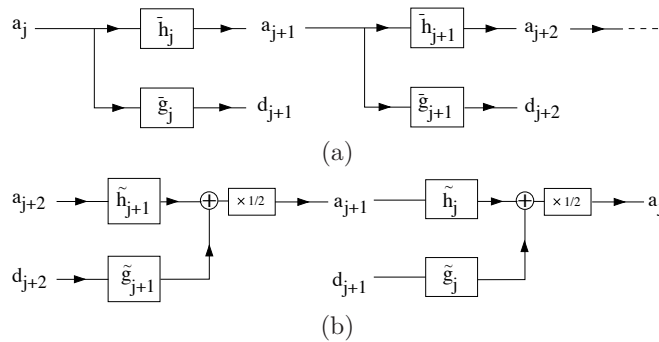 a_j h̄_j a_{j+1} h̄_{j+1} a_{j+2}
ḡ_j d_{j+1} ḡ_{j+1} d_{j+2}
(a)
a_{j+2} h̃_{j+1} + × 1/2 a_{j+1} h̃_j + × 1/2 a
d_{j+2} g̃_{j+1} d_{j+1} g̃_j
(b)